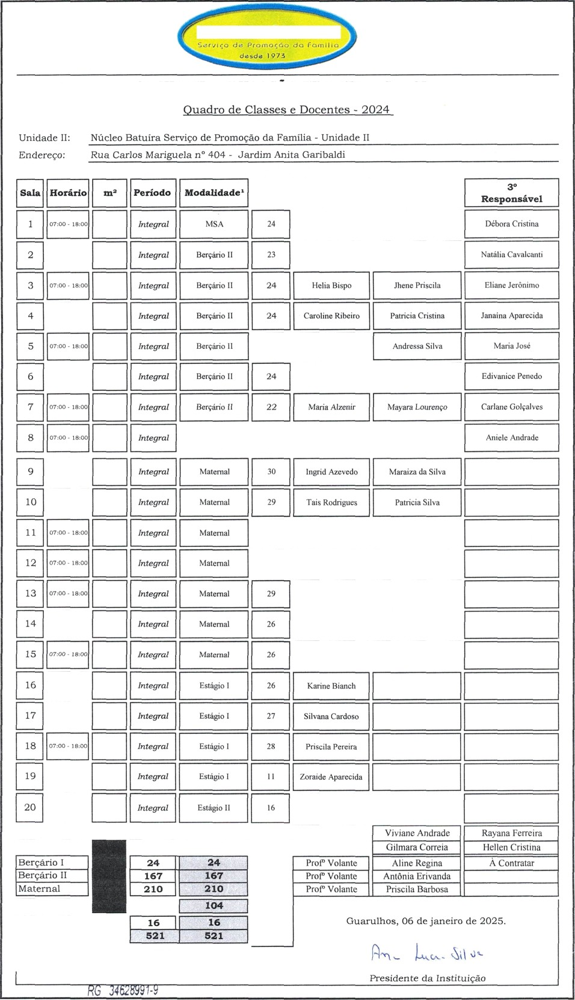 Serviço de Promoção da Família
desde 1973
Quadro de Classes e Docentes - 2024
Unidade II: Núcleo Batuíra Serviço de Promoção da Família - Unidade II
Endereço: Rua Carlos Mariguela nº 404 - Jardim Anita Garibaldi
Sala Horário m² Período Modalidade¹ 3º Responsável
1 07:00 - 18:00 Integral MSA 24 Débora Cristina
2 Integral Berçário II 23 Natália Cavalcanti
3 07:00 - 18:00 Integral Berçário II 24 Helia Bispo Jhene Priscila Eliane Jerônimo
4 Integral Berçário II 24 Caroline Ribeiro Patricia Cristina Janaina Aparecida
5 07:00 - 18:00 Integral Berçário II Andressa Silva Maria José
6 Integral Berçário II 24 Edivanice Penedo
7 07:00 - 18:00 Integral Berçário II 22 Maria Alzenir Mayara Lourenço Carlane Golçalves
8 07:00 - 18:00 Integral Aniele Andrade
9 Integral Maternal 30 Ingrid Azevedo Maraiza da Silva
10 Integral Maternal 29 Tais Rodrigues Patricia Silva
11 07:00 - 18:00 Integral Maternal
12 07:00 - 18:00 Integral Maternal
13 07:00 - 18:00 Integral Maternal 29
14 Integral Maternal 26
15 07:00 - 18:00 Integral Maternal 26
16 Integral Estágio I 26 Karine Bianch
17 Integral Estágio I 27 Silvana Cardoso
18 07:00 - 18:00 Integral Estágio I 28 Priscila Pereira
19 Integral Estágio I 11 Zoraide Aparecida
20 Integral Estágio II 16
Viviane Andrade Rayana Ferreira
Gilmara Correia Hellen Cristina
Berçário I 24 24 Profº Volante Aline Regina À Contratar
Berçário II 167 167 Profº Volante Antônia Erivanda
Maternal 210 210 Profº Volante Priscila Barbosa
104
16 16
521 521
Guarulhos, 06 de janeiro de 2025.
Ana Lucia Silva
Presidente da Instituição
RG 34628991-9